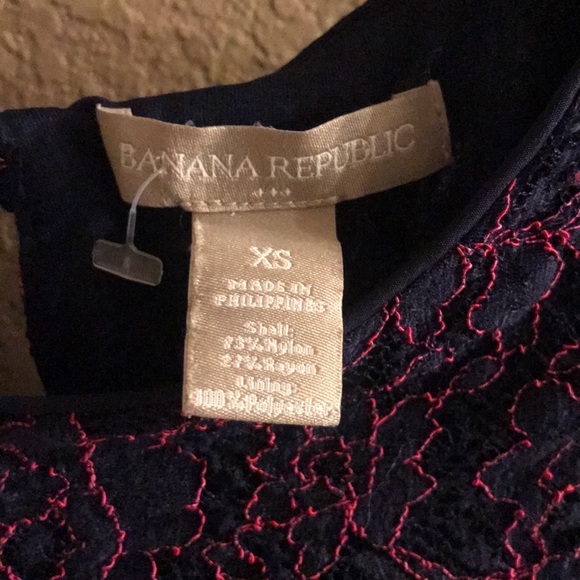 BANANA REPUBLIC
XS
MADE IN
PHILIPPINES
Shell:
73% Nylon
27% Rayon
Lining:
100% Polyester